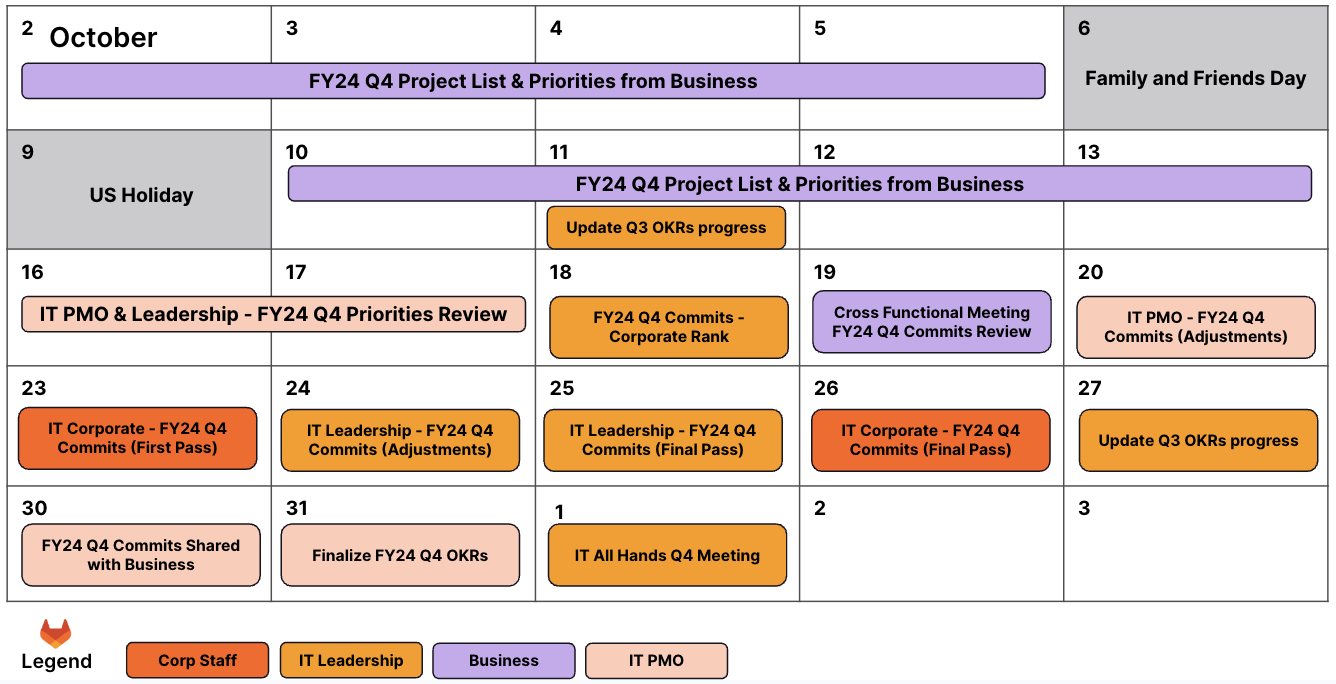 2 October 3 4 5 6
FY24 Q4 Project List & Priorities from Business
Family and Friends Day
9 10 11 12 13
US Holiday
FY24 Q4 Project List & Priorities from Business
Update Q3 OKRs progress
16 17 18 19 20
IT PMO & Leadership - FY24 Q4 Priorities Review
FY24 Q4 Commits -
Corporate Rank
Cross Functional Meeting
FY24 Q4 Commits Review
IT PMO - FY24 Q4
Commits (Adjustments)
23 24 25 26 27
IT Corporate - FY24 Q4
Commits (First Pass)
IT Leadership - FY24 Q4
Commits (Adjustments)
IT Leadership - FY24 Q4
Commits (Final Pass)
IT Corporate - FY24 Q4
Commits (Final Pass)
Update Q3 OKRs progress
30 31 1 2 3
FY24 Q4 Commits Shared
with Business
Finalize FY24 Q4 OKRs
IT All Hands Q4 Meeting
Legend
Corp Staff
IT Leadership
Business
IT PMO